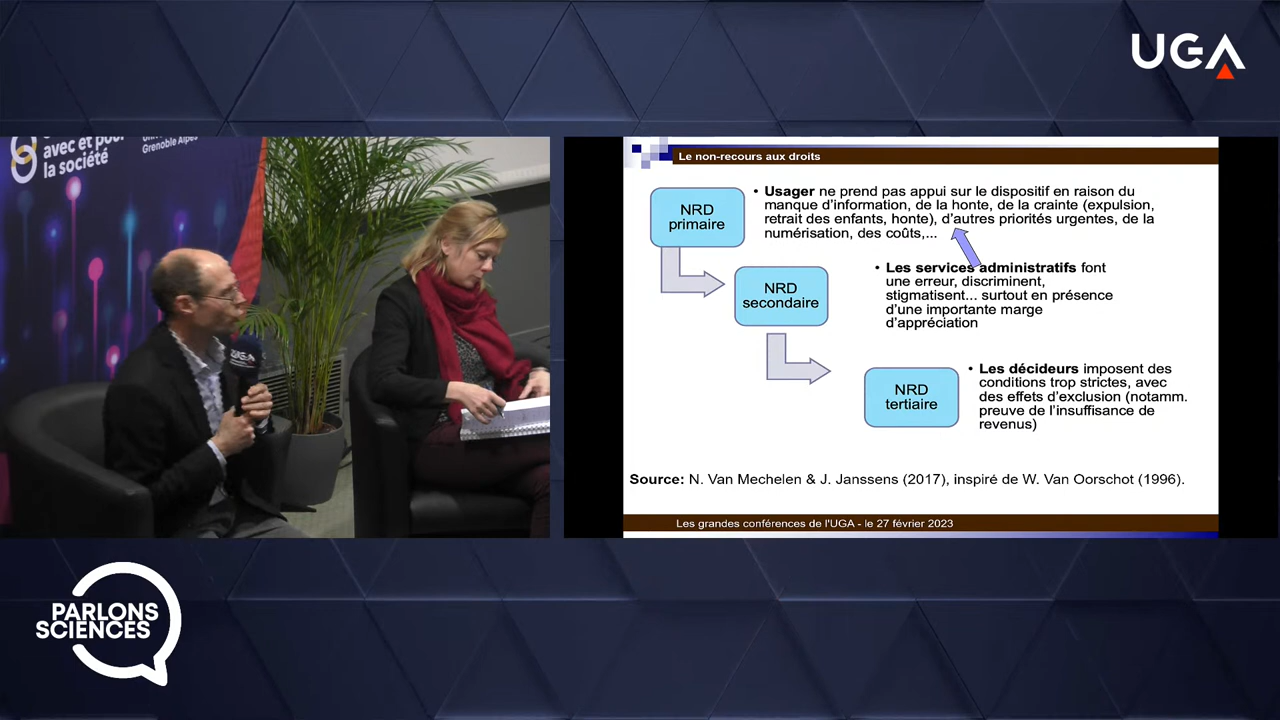 UGA
avec et pour
la société
Grenoble Alpes
UGA
Le non-recours aux droits
NRD
primaire
• Usager ne prend pas appui sur le dispositif en raison du
manque d'information, de la honte, de la crainte (expulsion,
retrait des enfants, honte), d'autres priorités urgentes, de la
numérisation, des coûts,...
NRD
secondaire
• Les services administratifs font
une erreur, discriminent,
stigmatisent... surtout en présence
d'une importante marge
d'appréciation
NRD
tertiaire
• Les décideurs imposent des
conditions trop strictes, avec
des effets d'exclusion (notamm.
preuve de l'insuffisance de
revenus)
Source: N. Van Mechelen & J. Janssens (2017), inspiré de W. Van Oorschot (1996).
Les grandes conférences de l'UGA - le 27 février 2023
PARLONS
SCIENCES